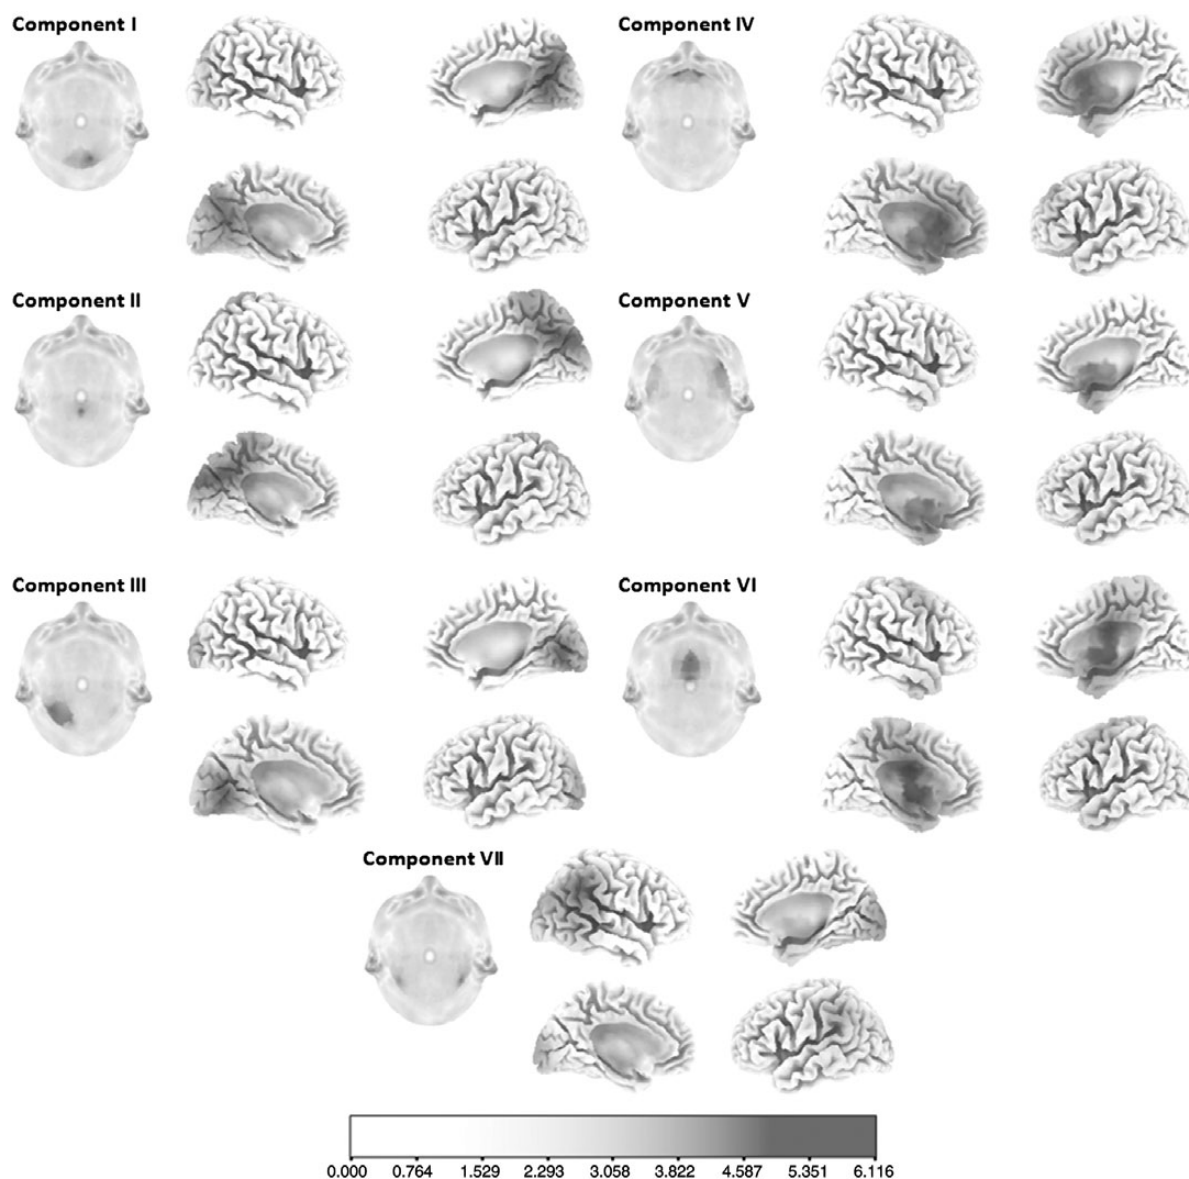 Component I
Component IV
Component II
Component V
Component III
Component VI
Component VII
0.000 0.764 1.529 2.293 3.058 3.822 4.587 5.351 6.116